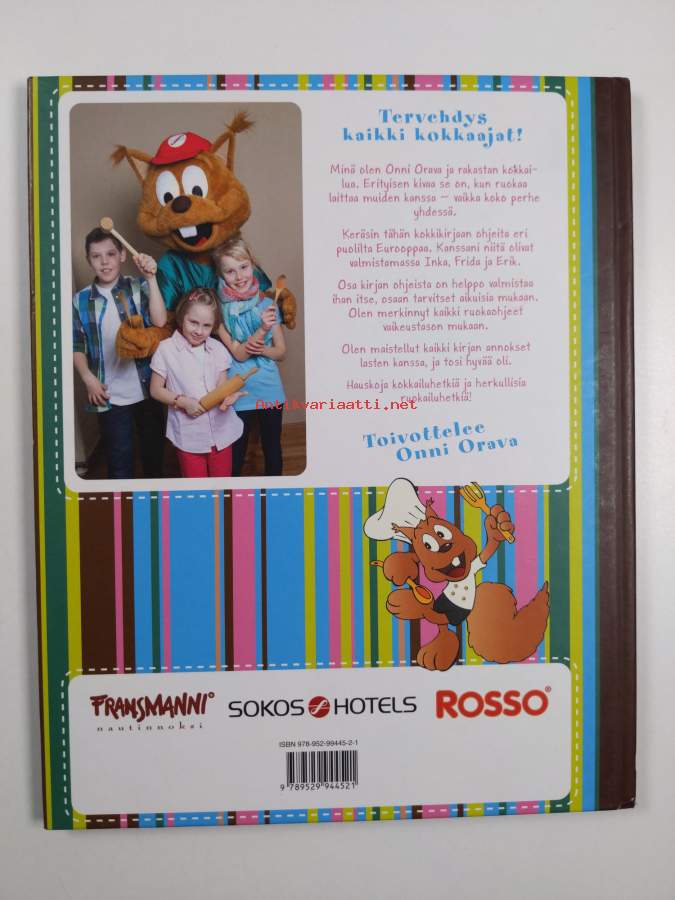 Tervehdys
kaikki kokkaajat!
Minä olen Onni Orava ja rakastan kokkai-
lua. Erityisen kivaa se on, kun ruokaa
laittaa muiden kanssa – vaikka koko perhe
yhdessä.
Keräsin tähän kokkikirjaan ohjeita eri
puolilta Eurooppaa. Kanssani niitä olivat
valmistamassa Inka, Frida ja Erik.
Osa kirjan ohjeista on helppo valmistaa
ihan itse, osaan tarvitset aikuisia mukaan.
Olen merkinnyt kaikki ruokaohjeet
vaikeustason mukaan.
Olen maistellut kaikki kirjan annokset
lasten kanssa, ja tosi hyvää oli.
Hauskoja kokkailuhetkiä ja herkullisia
ruokailuhetkiä!
Antikvariaatti.net
Toivottelee
Onni Orava
FRANSMANNI
nautinnoksi
SOKOS HOTELS
ROSSO®
ISBN 978-952-99445-2-1
9 789529 944521